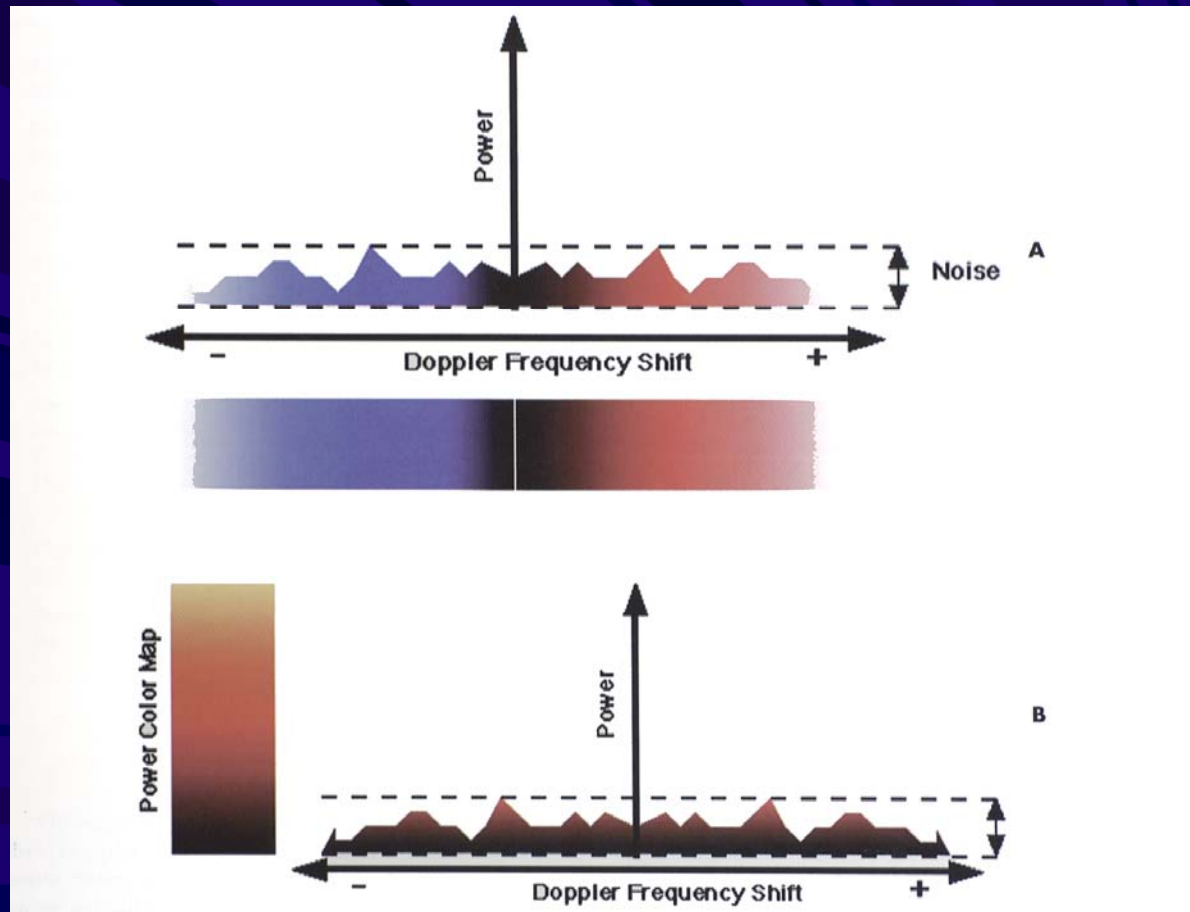 Power
A
Noise
-
+
Doppler Frequency Shift
Power Color Map
Power
B
-
+
Doppler Frequency Shift